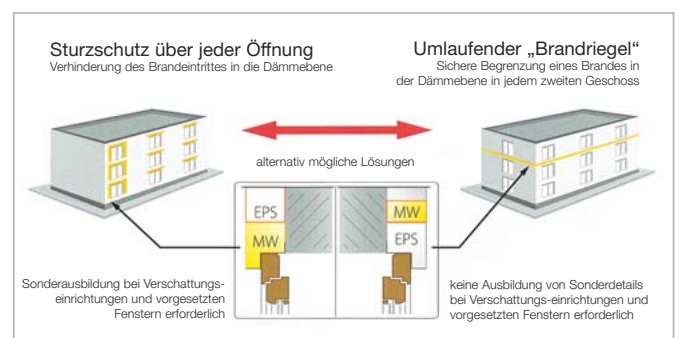 Sturzschutz über jeder Öffnung
Verhinderung des Brandeintrittes in die Dämmebene
Umlaufender „Brandriegel“
Sichere Begrenzung eines Brandes in
der Dämmebene in jedem zweiten Geschoss
alternativ mögliche Lösungen
EPS
MW
MW
EPS
Sonderausbildung bei Verschattungs-
einrichtungen und vorgesetzten
Fenstern erforderlich
keine Ausbildung von Sonderdetails
bei Verschattungs-einrichtungen und
vorgesetzten Fenstern erforderlich